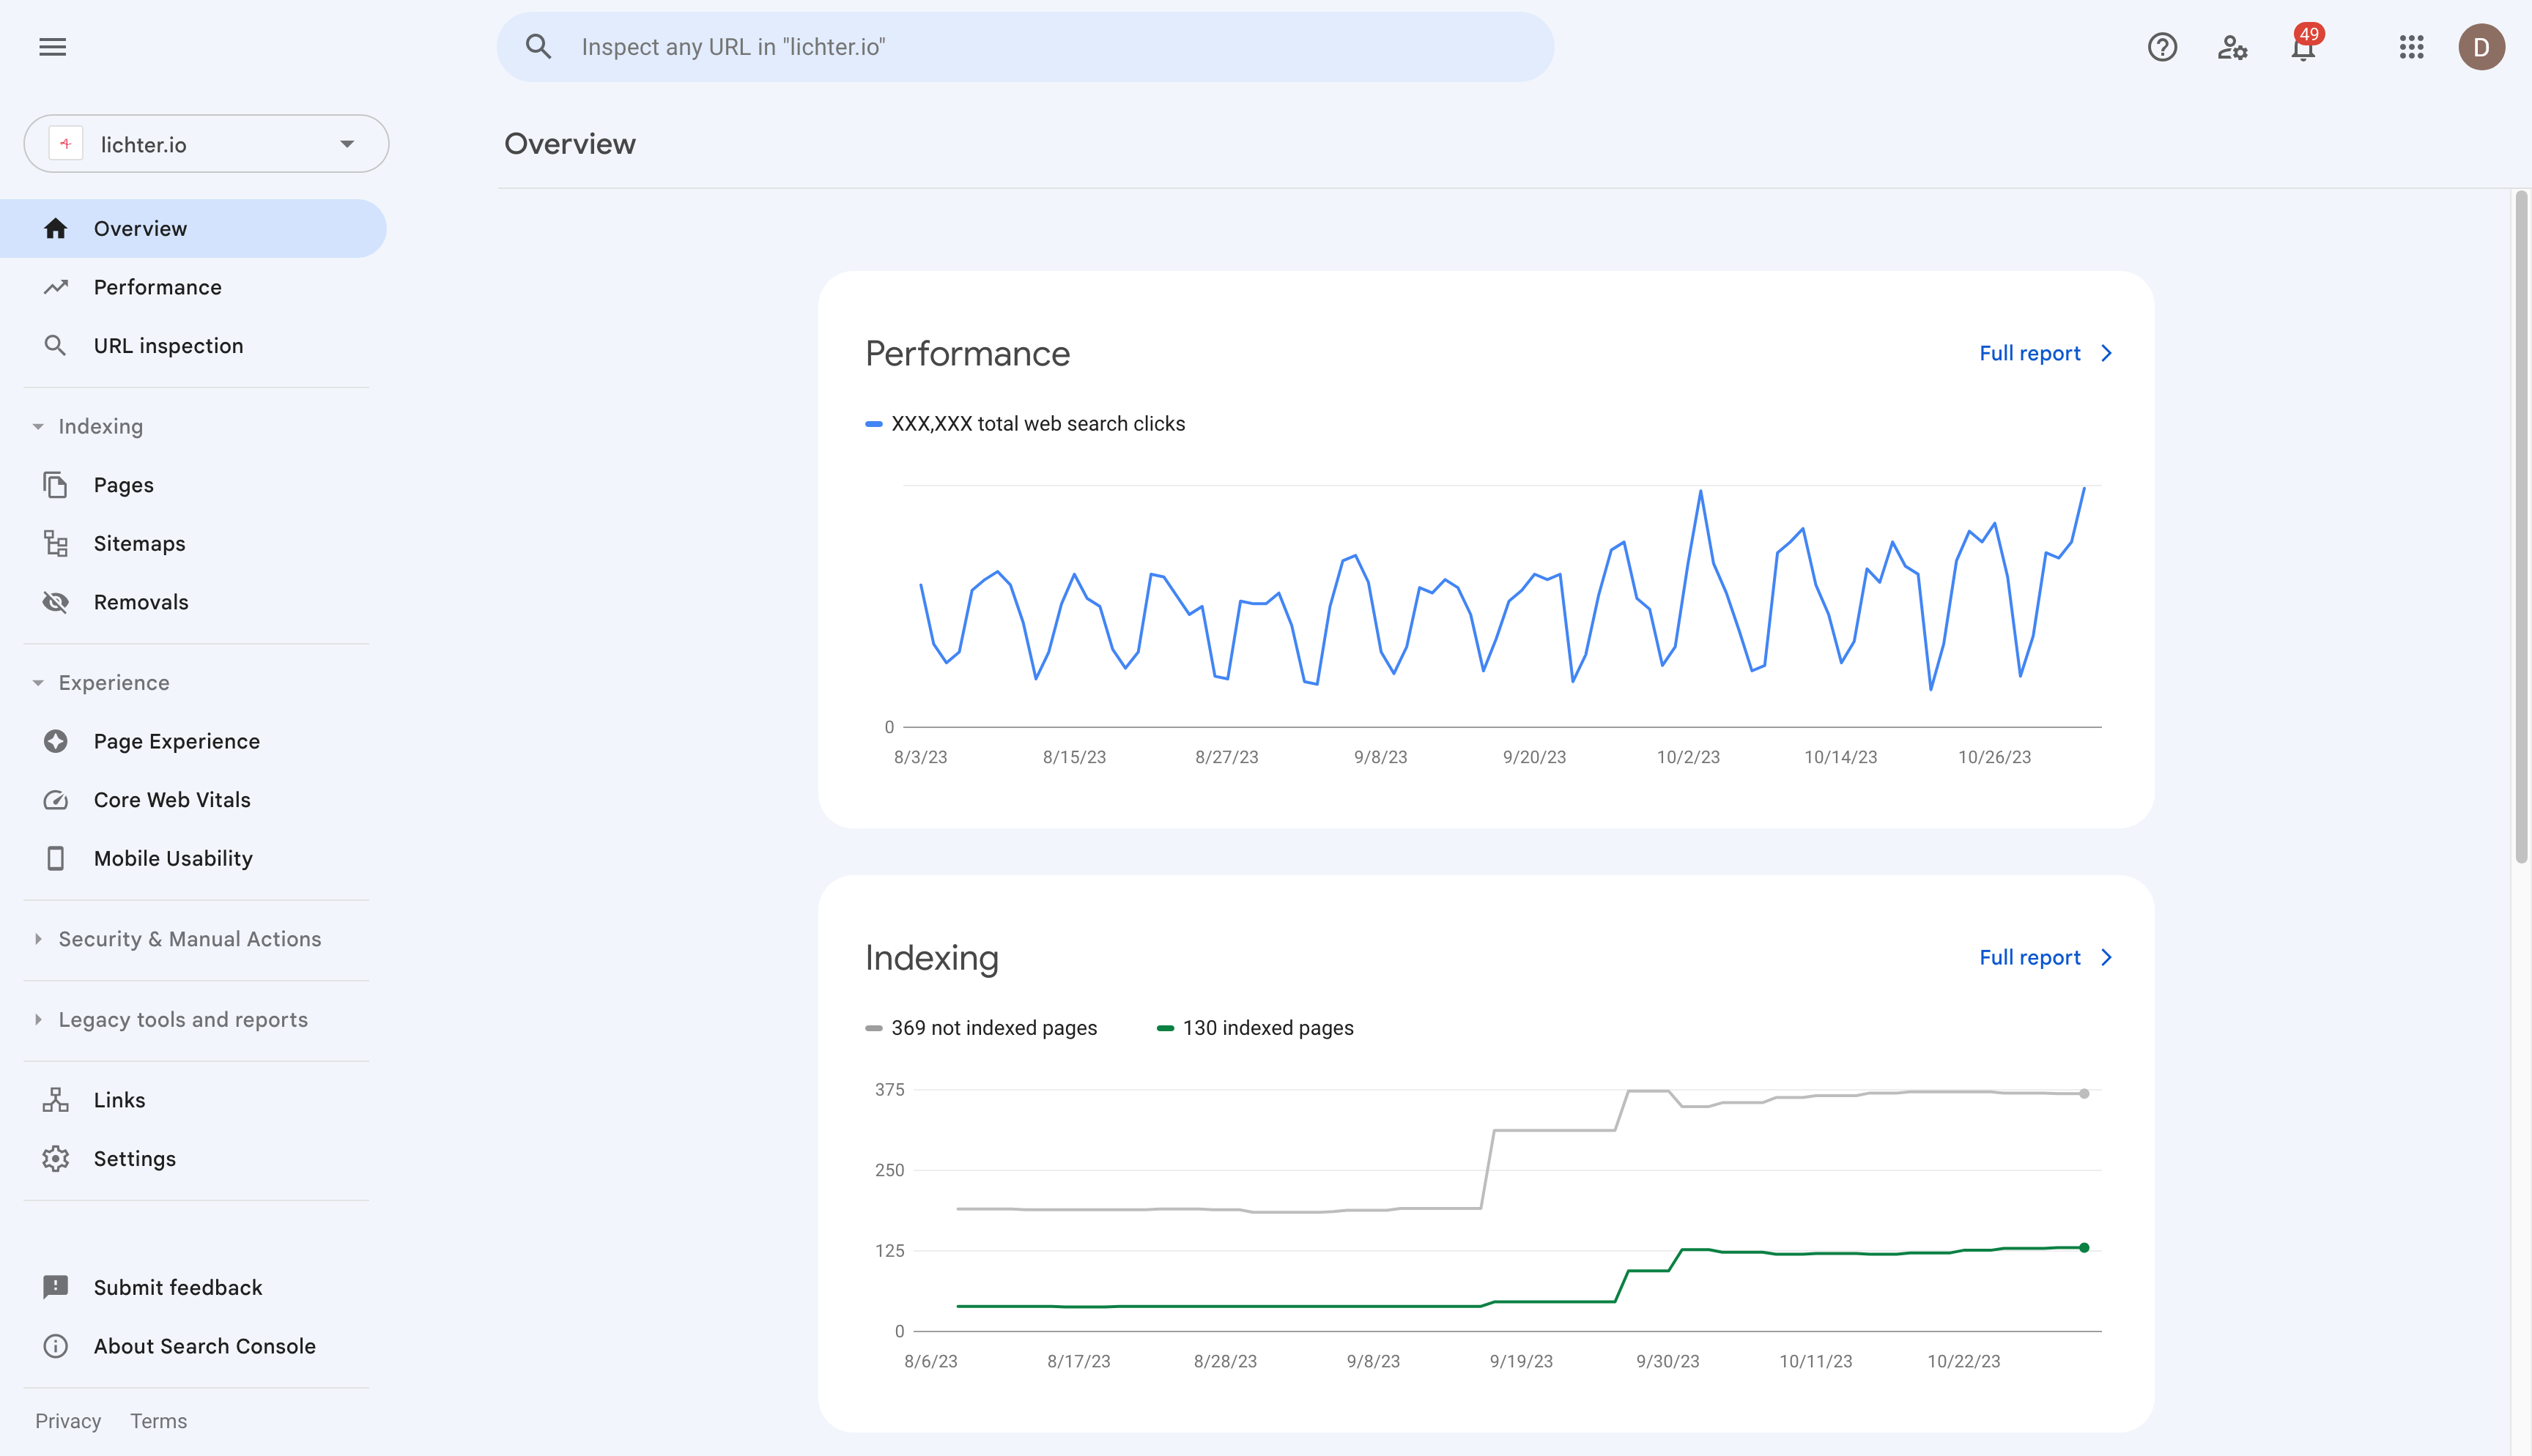 Inspect any URL in "lichter.io"
49
D
lichter.io
Overview
Performance
URL inspection
Indexing
Pages
Sitemaps
Removals
Experience
Page Experience
Core Web Vitals
Mobile Usability
Security & Manual Actions
Legacy tools and reports
Links
Settings
Submit feedback
About Search Console
Privacy Terms
Overview
Performance
Full report
XXX,XXX total web search clicks
0
8/3/23 8/15/23 8/27/23 9/8/23 9/20/23 10/2/23 10/14/23 10/26/23
Indexing
Full report
369 not indexed pages 130 indexed pages
375
250
125
0
8/6/23 8/17/23 8/28/23 9/8/23 9/19/23 9/30/23 10/11/23 10/22/23